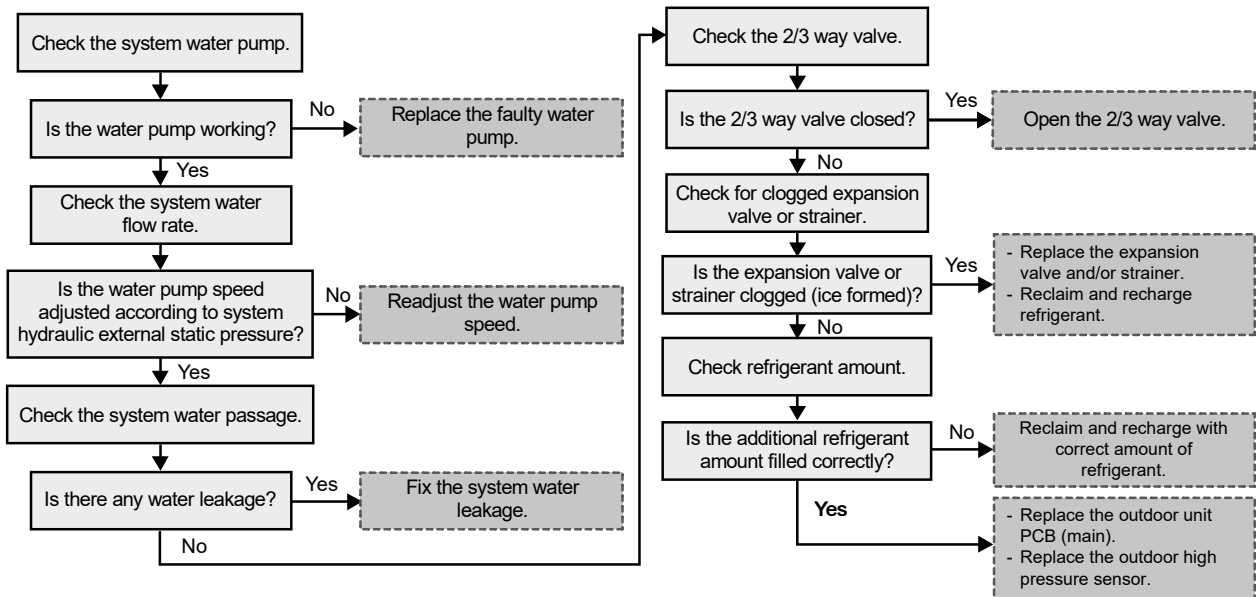 Check the system water pump.
Is the water pump working?
No
Replace the faulty water
pump.
Yes
Check the system water
flow rate.
Is the water pump speed
adjusted according to system
hydraulic external static pressure?
No
Readjust the water pump
speed.
Yes
Check the system water passage.
Is there any water leakage?
Yes
Fix the system water
leakage.
No
Check the 2/3 way valve.
Is the 2/3 way valve closed?
Yes
Open the 2/3 way valve.
No
Check for clogged expansion
valve or strainer.
Is the expansion valve or
strainer clogged (ice formed)?
Yes
- Replace the expansion
valve and/or strainer.
- Reclaim and recharge
refrigerant.
No
Check refrigerant amount.
Is the additional refrigerant
amount filled correctly?
No
Reclaim and recharge with
correct amount of
refrigerant.
Yes
- Replace the outdoor unit
PCB (main).
- Replace the outdoor high
pressure sensor.